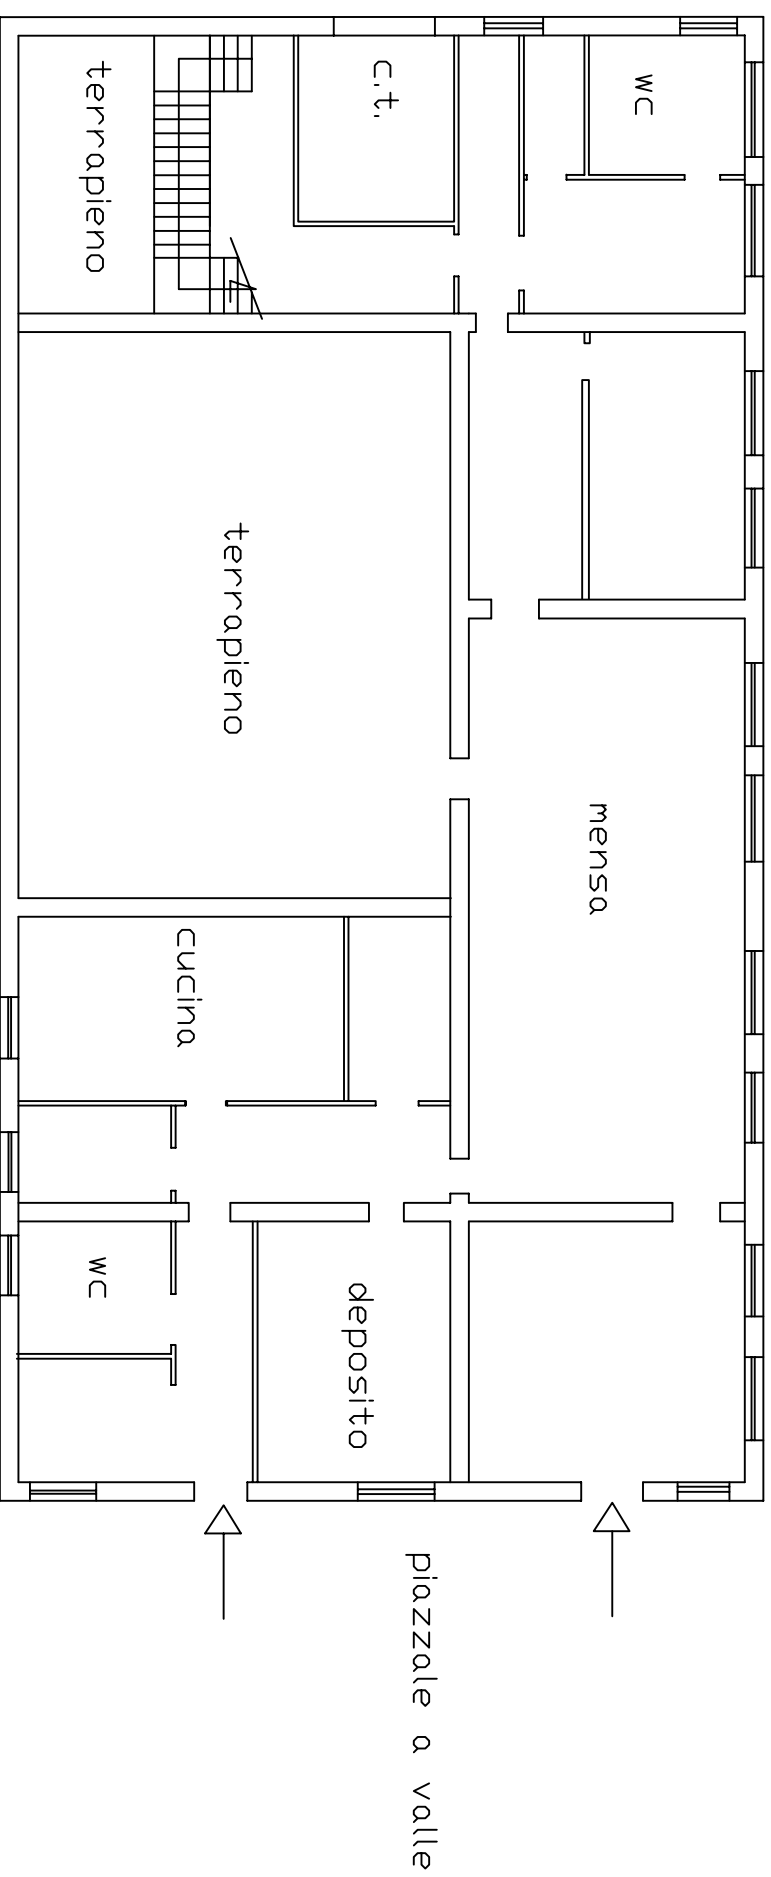 terrapieno
c.t.
wc
terrapieno
mensa
cucina
wc
deposito
piazzale a valle